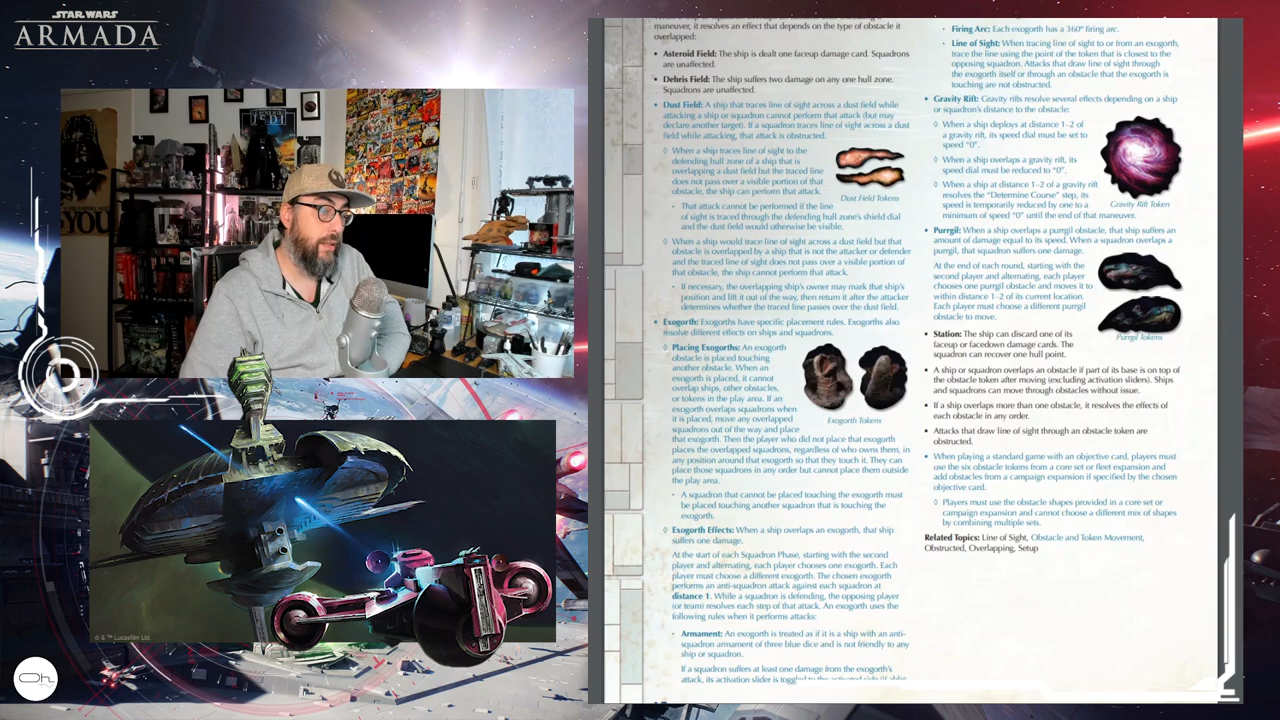 STAR WARS
ARMADA
© & ™ Lucasfilm Ltd.
maneuver, it resolves an effect that depends on the type of obstacle it
overlapped:
• Asteroid Field: The ship is dealt one faceup damage card. Squadrons
are unaffected.
• Debris Field: The ship suffers two damage on any one hull zone.
Squadrons are unaffected.
• Dust Field: A ship that traces line of sight across a dust field while
attacking a ship or squadron cannot perform that attack (but may
declare another target). If a squadron traces line of sight across a dust
field while attacking, that attack is obstructed.
◊ When a ship traces line of sight to the
defending hull zone of a ship that is
overlapping a dust field but the traced line
does not pass over a visible portion of that
obstacle, the ship can perform that attack.
Dust Field Tokens
• That attack cannot be performed if the line
of sight is traced through the defending hull zone's shield dial
and the dust field would otherwise be visible.
◊ When a ship would trace line of sight across a dust field but that
obstacle is overlapped by a ship that is not the attacker or defender
and the traced line of sight does not pass over a visible portion of
that obstacle, the ship cannot perform that attack.
• If necessary, the overlapping ship's owner may mark that ship's
position and lift it out of the way, then return it after the attacker
determines whether the traced line passes over the dust field.
• Exogorth: Exogorths have specific placement rules. Exogorths also
resolve different effects on ships and squadrons.
◊ Placing Exogorths: An exogorth
obstacle is placed touching
another obstacle. When an
exogorth is placed, it cannot
overlap ships, other obstacles,
or tokens in the play area. If an
exogorth overlaps squadrons when
it is placed, move any overlapped
squadrons out of the way and place
Exogorth Tokens
that exogorth. Then the player who did not place that exogorth
places the overlapped squadrons, regardless of who owns them, in
any position around that exogorth so that they touch it. They can
place those squadrons in any order but cannot place them outside
the play area.
• A squadron that cannot be placed touching the exogorth must
be placed touching another squadron that is touching the
exogorth.
◊ Exogorth Effects: When a ship overlaps an exogorth, that ship
suffers one damage.
At the start of each Squadron Phase, starting with the second
player and alternating, each player chooses one exogorth. Each
player must choose a different exogorth. The chosen exogorth
performs an anti-squadron attack against each squadron at
distance 1. While a squadron is defending, the opposing player
(or team) resolves each step of that attack. An exogorth uses the
following rules when it performs attacks:
• Armament: An exogorth is treated as if it is a ship with an anti-
squadron armament of three blue dice and is not friendly to any
ship or squadron.
If a squadron suffers at least one damage from the exogorth's
attack, its activation slider is toggled to the activated side (if able)
• Firing Arc: Each exogorth has a 360º firing arc.
• Line of Sight: When tracing line of sight to or from an exogorth,
trace the line using the point of the token that is closest to the
opposing squadron. Attacks that draw line of sight through
the exogorth itself or through an obstacle that the exogorth is
touching are not obstructed.
• Gravity Rift: Gravity rifts resolve several effects depending on a ship
or squadron's distance to the obstacle:
◊ When a ship deploys at distance 1–2 of
a gravity rift, its speed dial must be set to
speed "0".
◊ When a ship overlaps a gravity rift, its
speed dial must be reduced to "0".
◊ When a ship at distance 1–2 of a gravity rift
resolves the "Determine Course" step, its
speed is temporarily reduced by one to a
minimum of speed "0" until the end of that maneuver.
Gravity Rift Token
• Purrgil: When a ship overlaps a purrgil obstacle, that ship suffers an
amount of damage equal to its speed. When a squadron overlaps a
purrgil, that squadron suffers one damage.
At the end of each round, starting with the
second player and alternating, each player
chooses one purrgil obstacle and moves it to
within distance 1–2 of its current location.
Each player must choose a different purrgil
obstacle to move.
Purrgil Tokens
• Station: The ship can discard one of its
faceup or facedown damage cards. The
squadron can recover one hull point.
• A ship or squadron overlaps an obstacle if part of its base is on top of
the obstacle token after moving (excluding activation sliders). Ships
and squadrons can move through obstacles without issue.
• If a ship overlaps more than one obstacle, it resolves the effects of
each obstacle in any order.
• Attacks that draw line of sight through an obstacle token are
obstructed.
• When playing a standard game with an objective card, players must
use the six obstacle tokens from a core set or fleet expansion and
add obstacles from a campaign expansion if specified by the chosen
objective card.
◊ Players must use the obstacle shapes provided in a core set or
campaign expansion and cannot choose a different mix of shapes
by combining multiple sets.
Related Topics: Line of Sight, Obstacle and Token Movement,
Obstructed, Overlapping, Setup